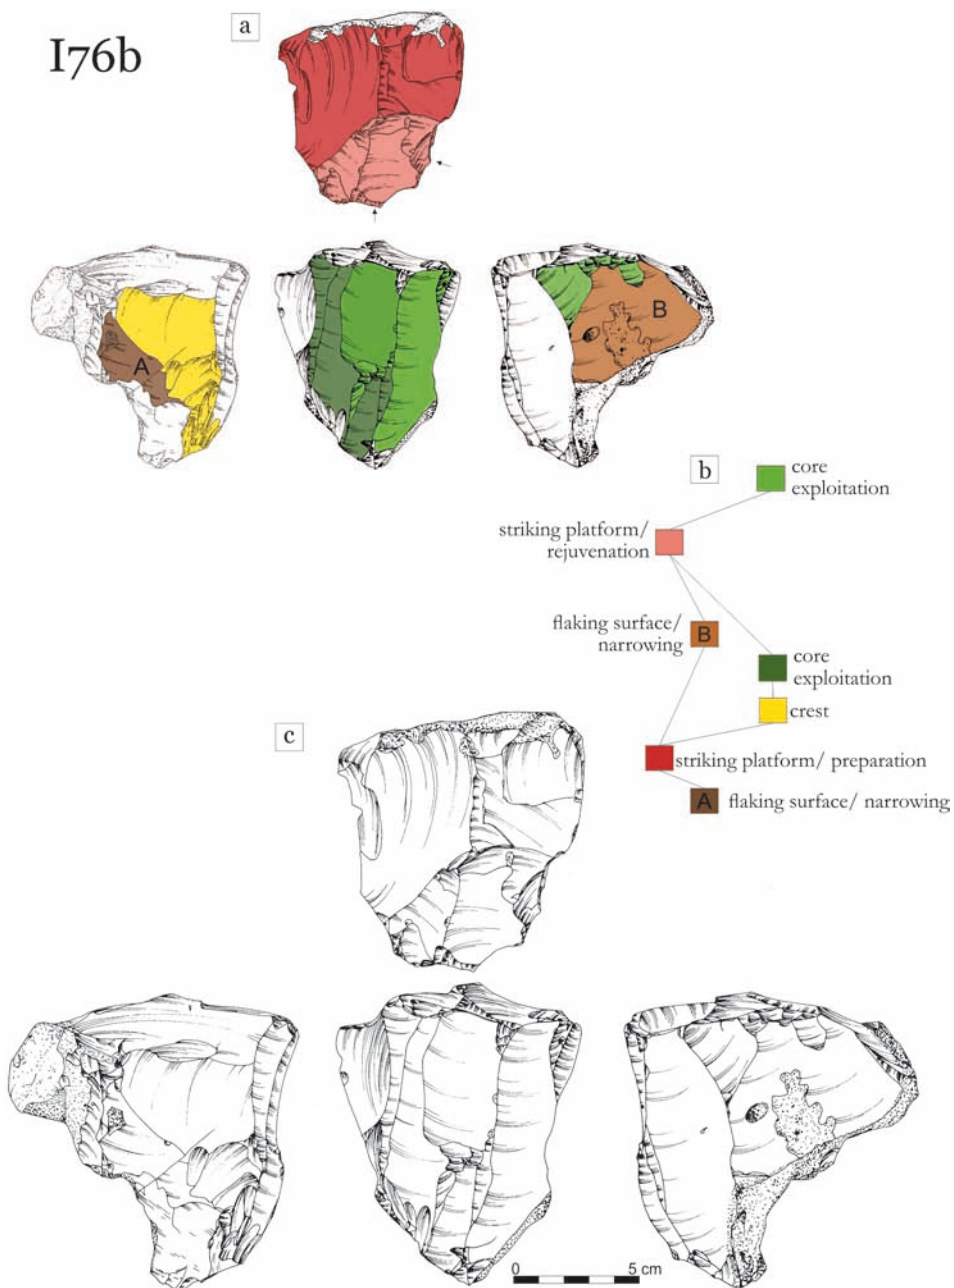 I76b
a
A
B
b
core
exploitation
striking platform/
rejuvenation
flaking surface/
narrowing
B
core
exploitation
crest
striking platform/ preparation
A
flaking surface/ narrowing
c
0
5 cm